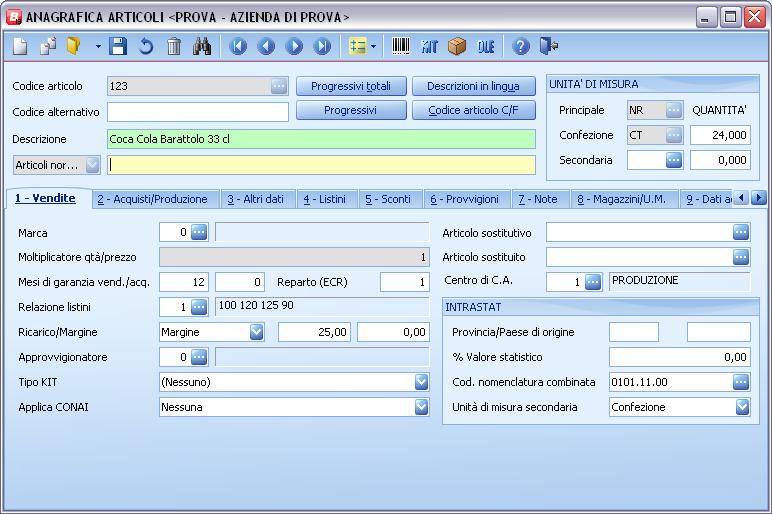 ANAGRAFICA ARTICOLI <PROVA - AZIENDA DI PROVA>
KIT DLE
Codice articolo 123 ... Progressivi totali Descrizioni in lingua
Codice alternativo Progressivi Codice articolo C/F
Descrizione Coca Cola Barattolo 33 cl
Articoli nor...
UNITA' DI MISURA
Principale NR ... QUANTITA'
Confezione CT ... 24,000
Secondaria ... 0,000
1 - Vendite 2 - Acquisti/Produzione 3 - Altri dati 4 - Listini 5 - Sconti 6 - Provvigioni 7 - Note 8 - Magazzini/U.M. 9 - Dati
Marca 0 ...
Moltiplicatore qtà/prezzo 1
Mesi di garanzia vend./acq. 12 0 Reparto (ECR) 1
Relazione listini 1 ... 100 120 125 90
Ricarico/Margine Margine 25,00 0,00
Approvvigionatore 0 ...
Tipo KIT (Nessuno)
Applica CONAI Nessuna
Articolo sostitutivo ...
Articolo sostituito ...
Centro di C.A. 1 ... PRODUZIONE
INTRASTAT
Provincia/Paese di origine
% Valore statistico 0,00
Cod. nomenclatura combinata 0101.11.00 ...
Unità di misura secondaria Confezione